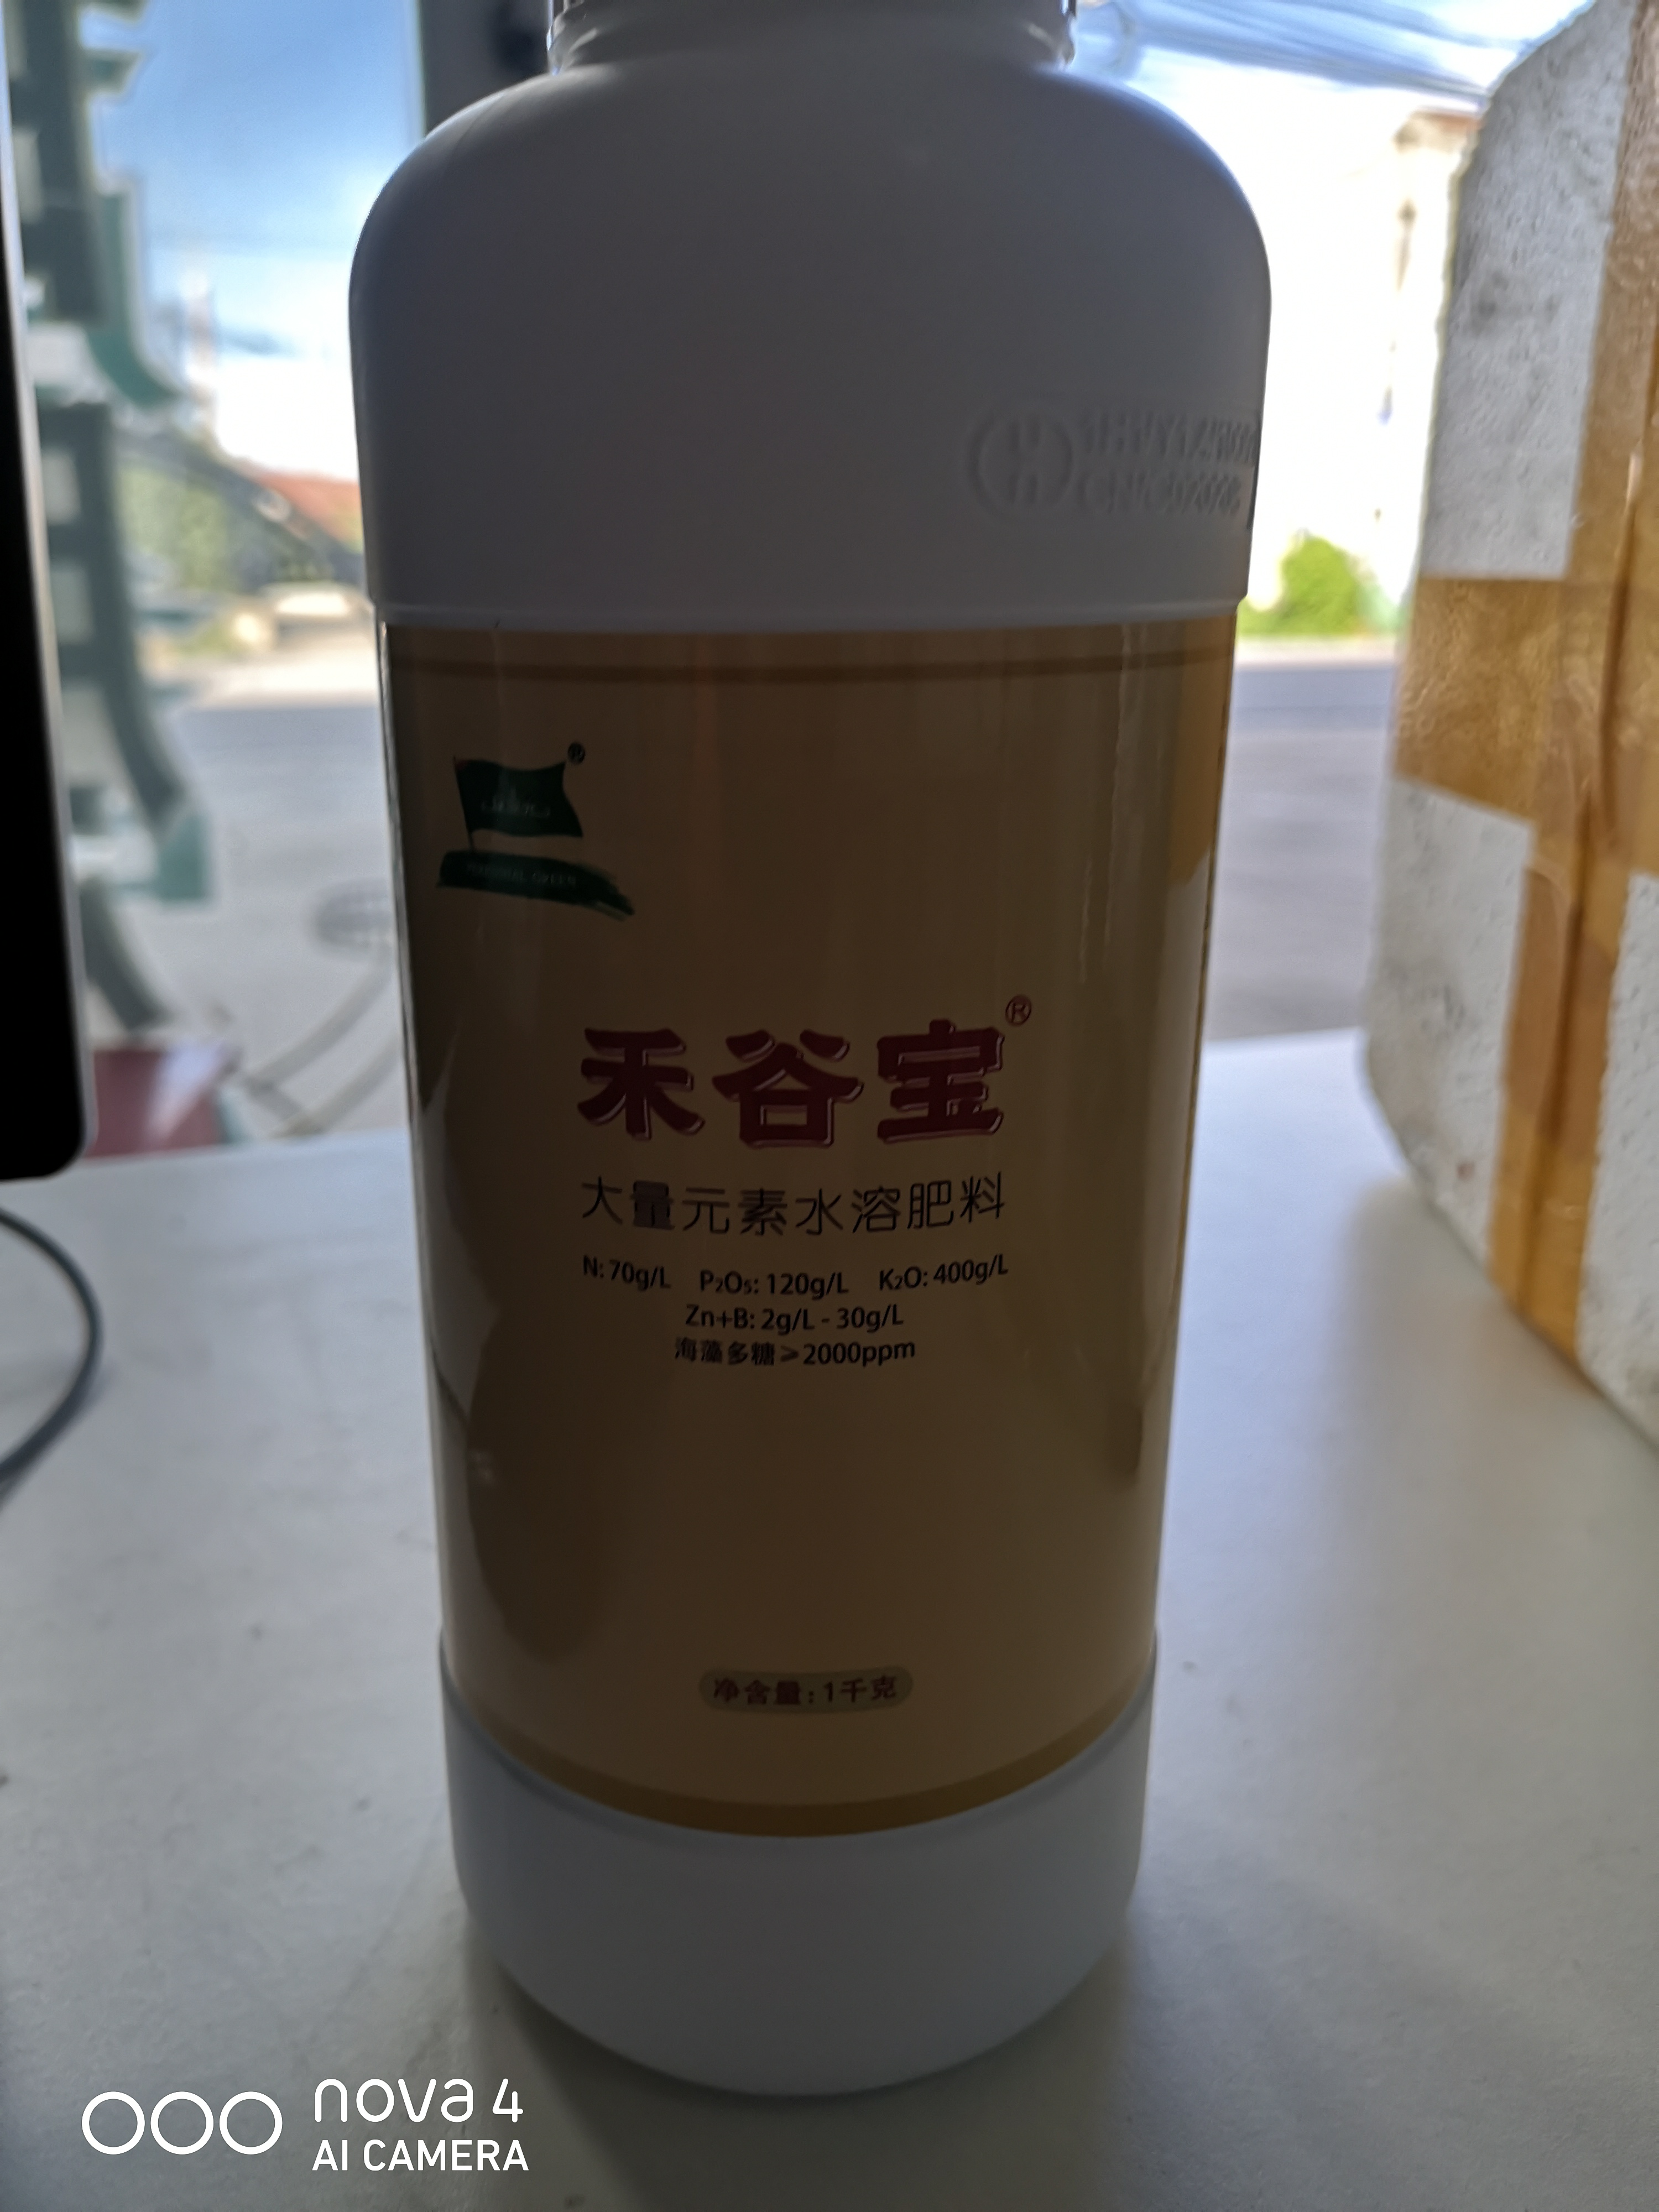 ®
禾谷宝®
大量元素水溶肥料
N: 70g/L P₂O₅: 120g/L K₂O: 400g/L
Zn+B: 2g/L - 30g/L
海藻多糖≥2000ppm
净含量：1千克
nova 4
AI CAMERA